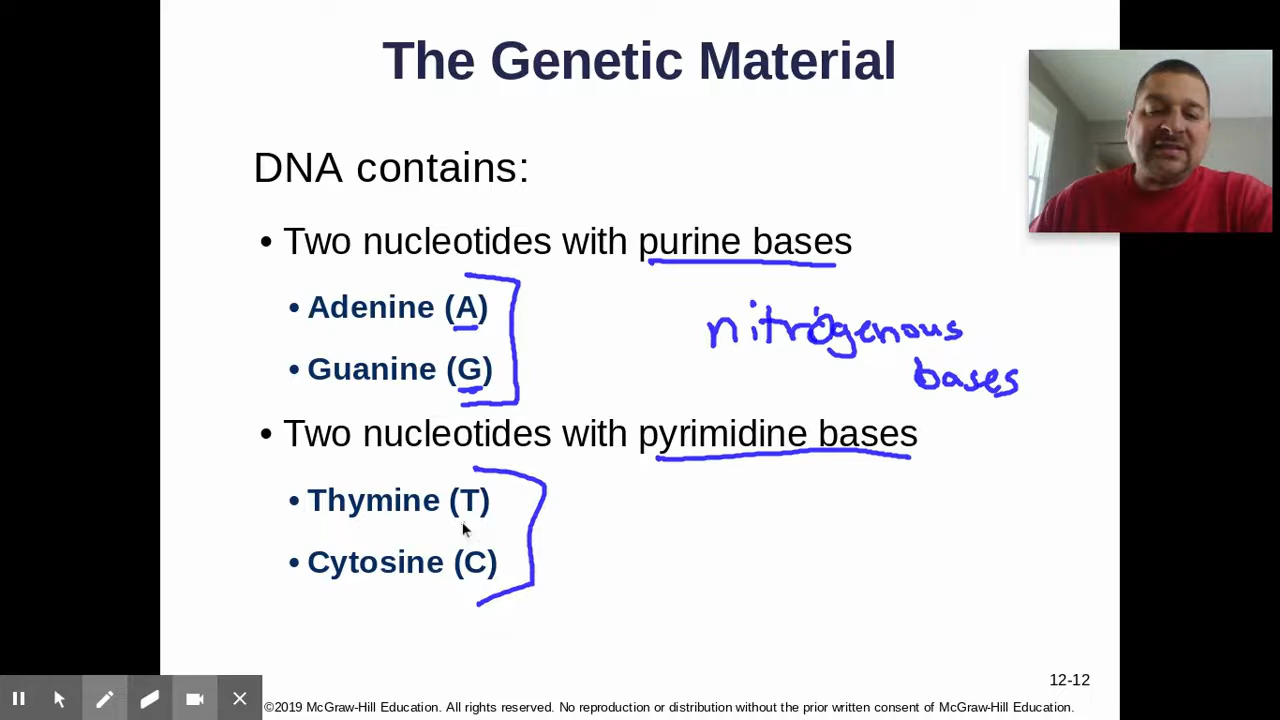 The Genetic Material
DNA contains:
• Two nucleotides with purine bases
• Adenine (A)
• Guanine (G)
nitrogenous
bases
• Two nucleotides with pyrimidine bases
• Thymine (T)
• Cytosine (C)
12-12
©2019 McGraw-Hill Education. All rights reserved. No reproduction or distribution without the prior written consent of McGraw-Hill Education.